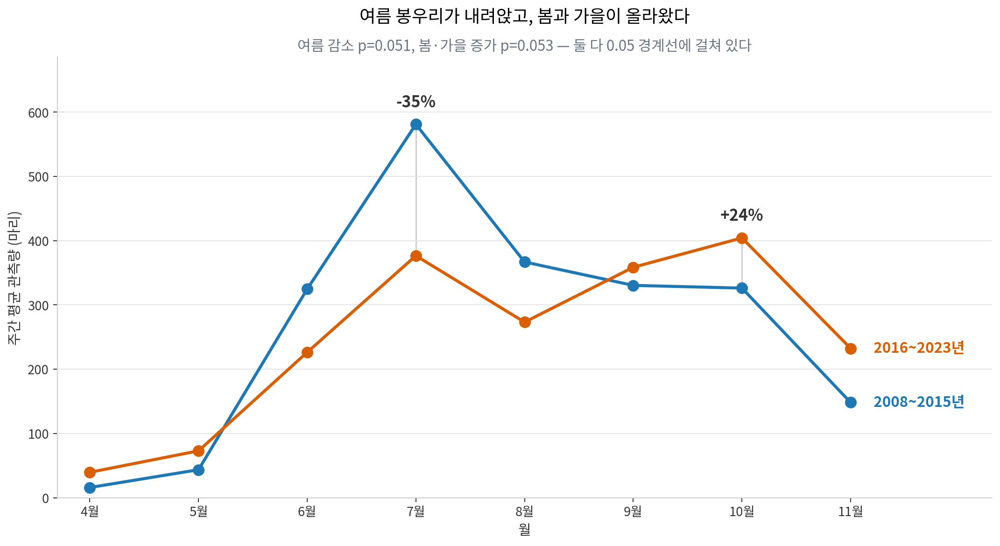 여름 봉우리가 내려앉고, 봄과 가을이 올라왔다
여름 감소 p=0.051, 봄·가을 증가 p=0.053 — 둘 다 0.05 경계선에 걸쳐 있다
주간 평균 관측량 (마리)
600
500
400
300
200
100
0
-35%
+24%
2016~2023년
2008~2015년
4월
5월
6월
7월
8월
9월
10월
11월
월